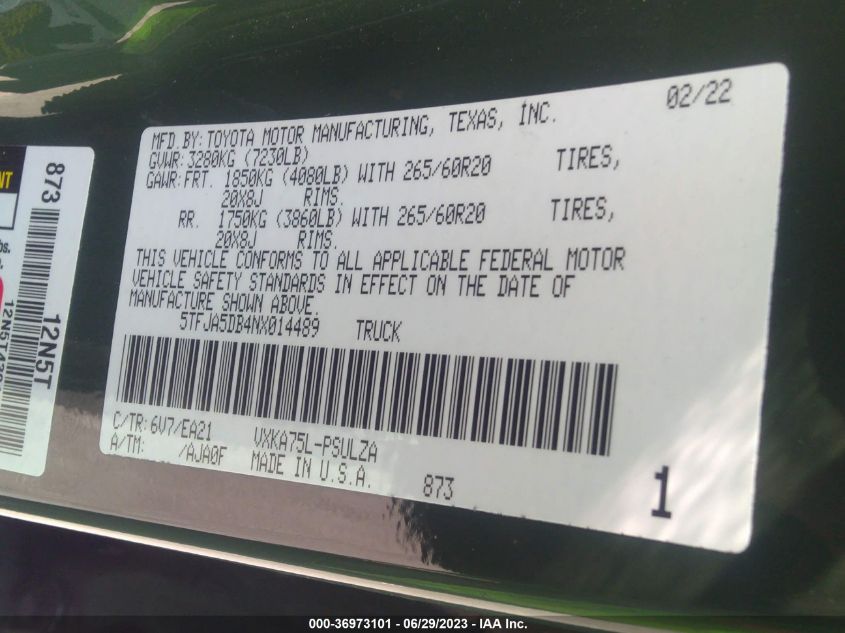 02/22
MFD.BY:TOYOTA MOTOR MANUFACTURING, TEXAS, INC.
GVWR:3280KG (7230LB)
GAWR:FRT. 1850KG (4080LB) WITH 265/60R20 TIRES,
20X8J RIMS.
RR. 1750KG (3860LB) WITH 265/60R20 TIRES,
20X8J RIMS.
THIS VEHICLE CONFORMS TO ALL APPLICABLE FEDERAL MOTOR
VEHICLE SAFETY STANDARDS IN EFFECT ON THE DATE OF
MANUFACTURE SHOWN ABOVE.
5TFJA5DB4NX014489 TRUCK
C/TR:6V7/EA21 VXKA75L-PSULZA
A/TM: /AJA0F MADE IN U.S.A. 873
1
873
12N5T
000-36973101 / 06/29/2023 - IAA Inc.